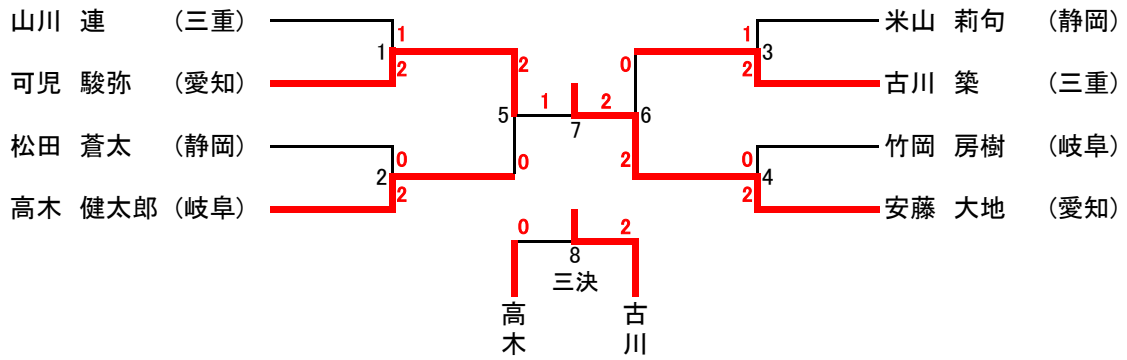 山川 連 (三重)
可児 駿弥 (愛知)
松田 蒼太 (静岡)
高木 健太郎 (岐阜)
米山 莉句 (静岡)
古川 築 (三重)
竹岡 房樹 (岐阜)
安藤 大地 (愛知)
1
1
2
2
0
2
5
2
0
1
7
2
6
0
2
3
1
2
4
0
2
0
8
2
三決
高木
古川